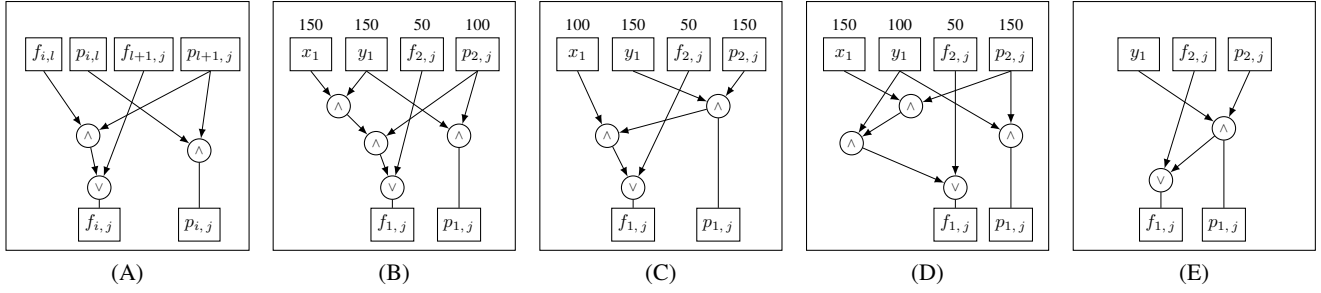 150 150 50 100 100 150 50 150 150 100 50 150
f_{i,l} p_{i,l} f_{l+1,j} p_{l+1,j} x_1 y_1 f_{2,j} p_{2,j} x_1 y_1 f_{2,j} p_{2,j} x_1 y_1 f_{2,j} p_{2,j} y_1 f_{2,j} p_{2,j}
∧ ∧ ∧
∧ ∧ ∧ ∧ ∧ ∧ ∧ ∧ ∧
∨ ∨ ∨ ∨ ∨
f_{i,j} p_{i,j} f_{1,j} p_{1,j} f_{1,j} p_{1,j} f_{1,j} p_{1,j} f_{1,j} p_{1,j}
(A) (B) (C) (D) (E)